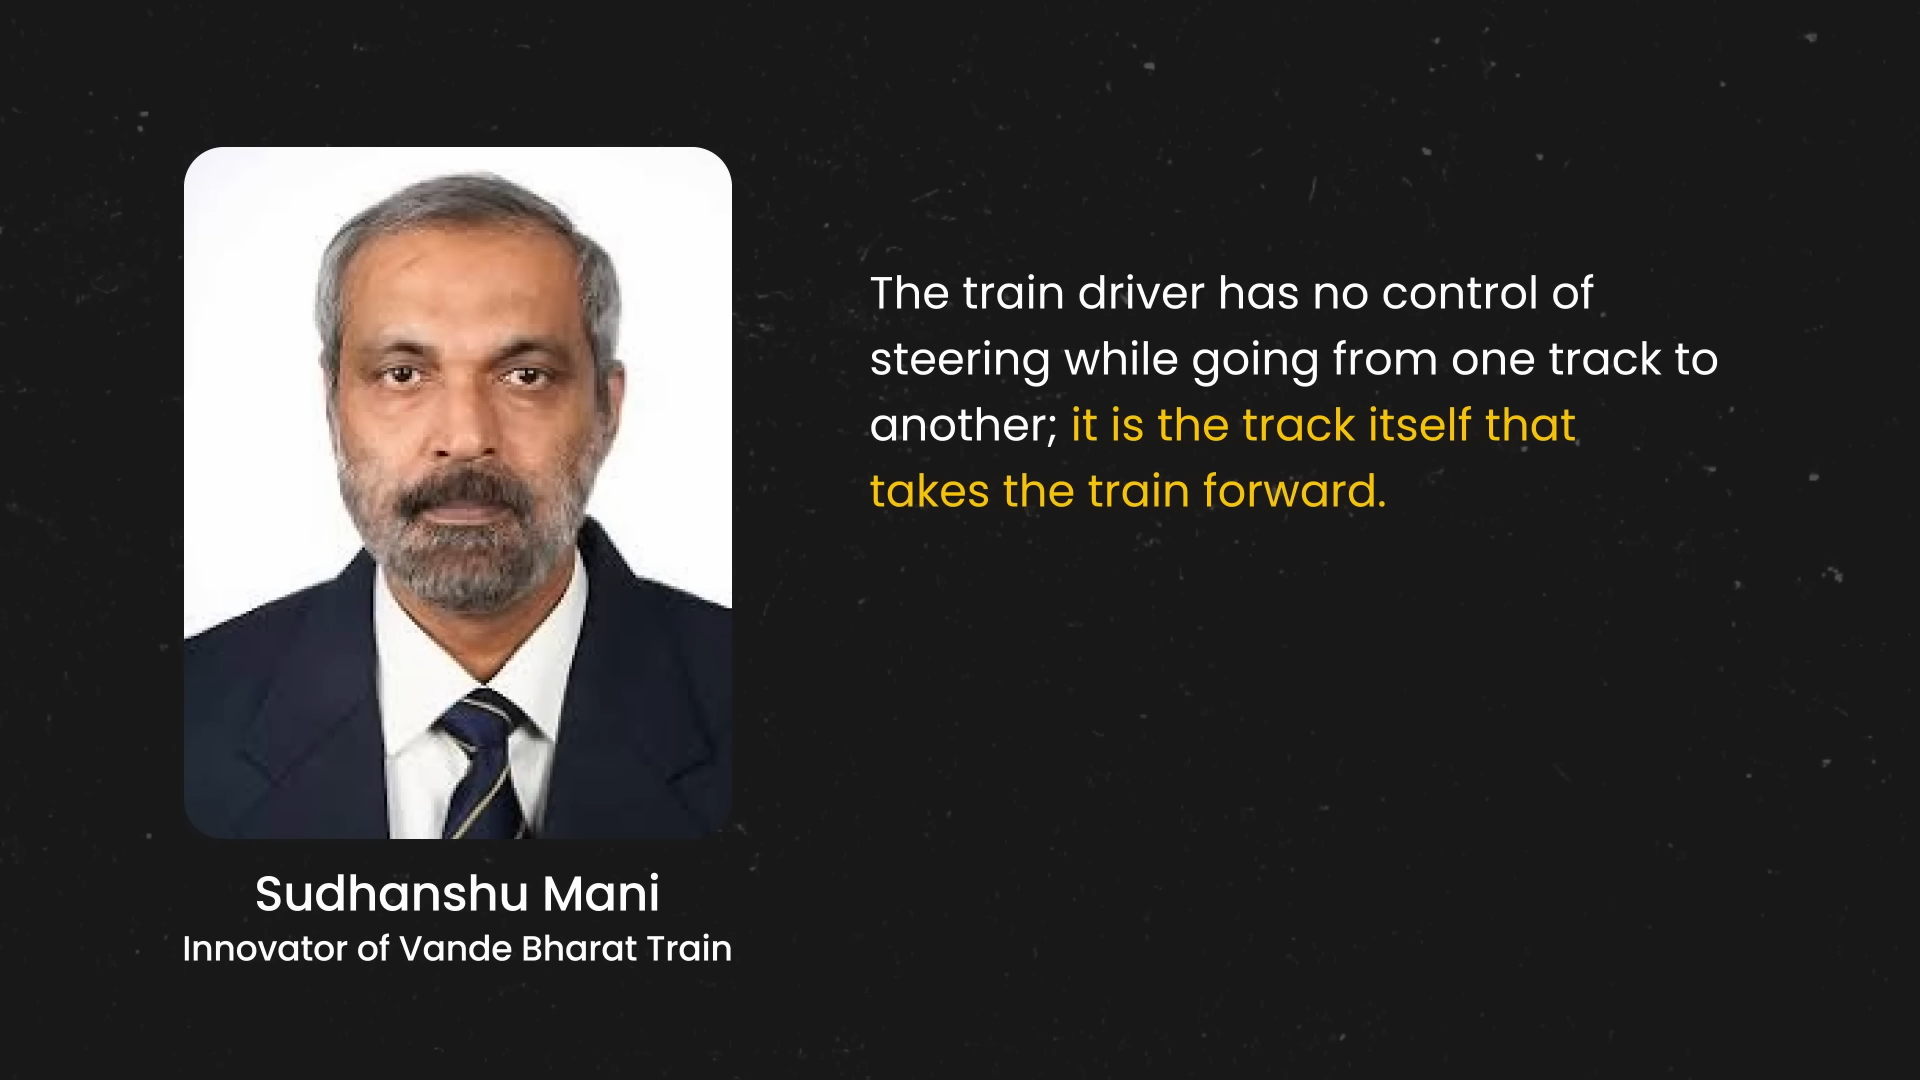 The train driver has no control of
steering while going from one track to
another; it is the track itself that
takes the train forward.
Sudhanshu Mani
Innovator of Vande Bharat Train